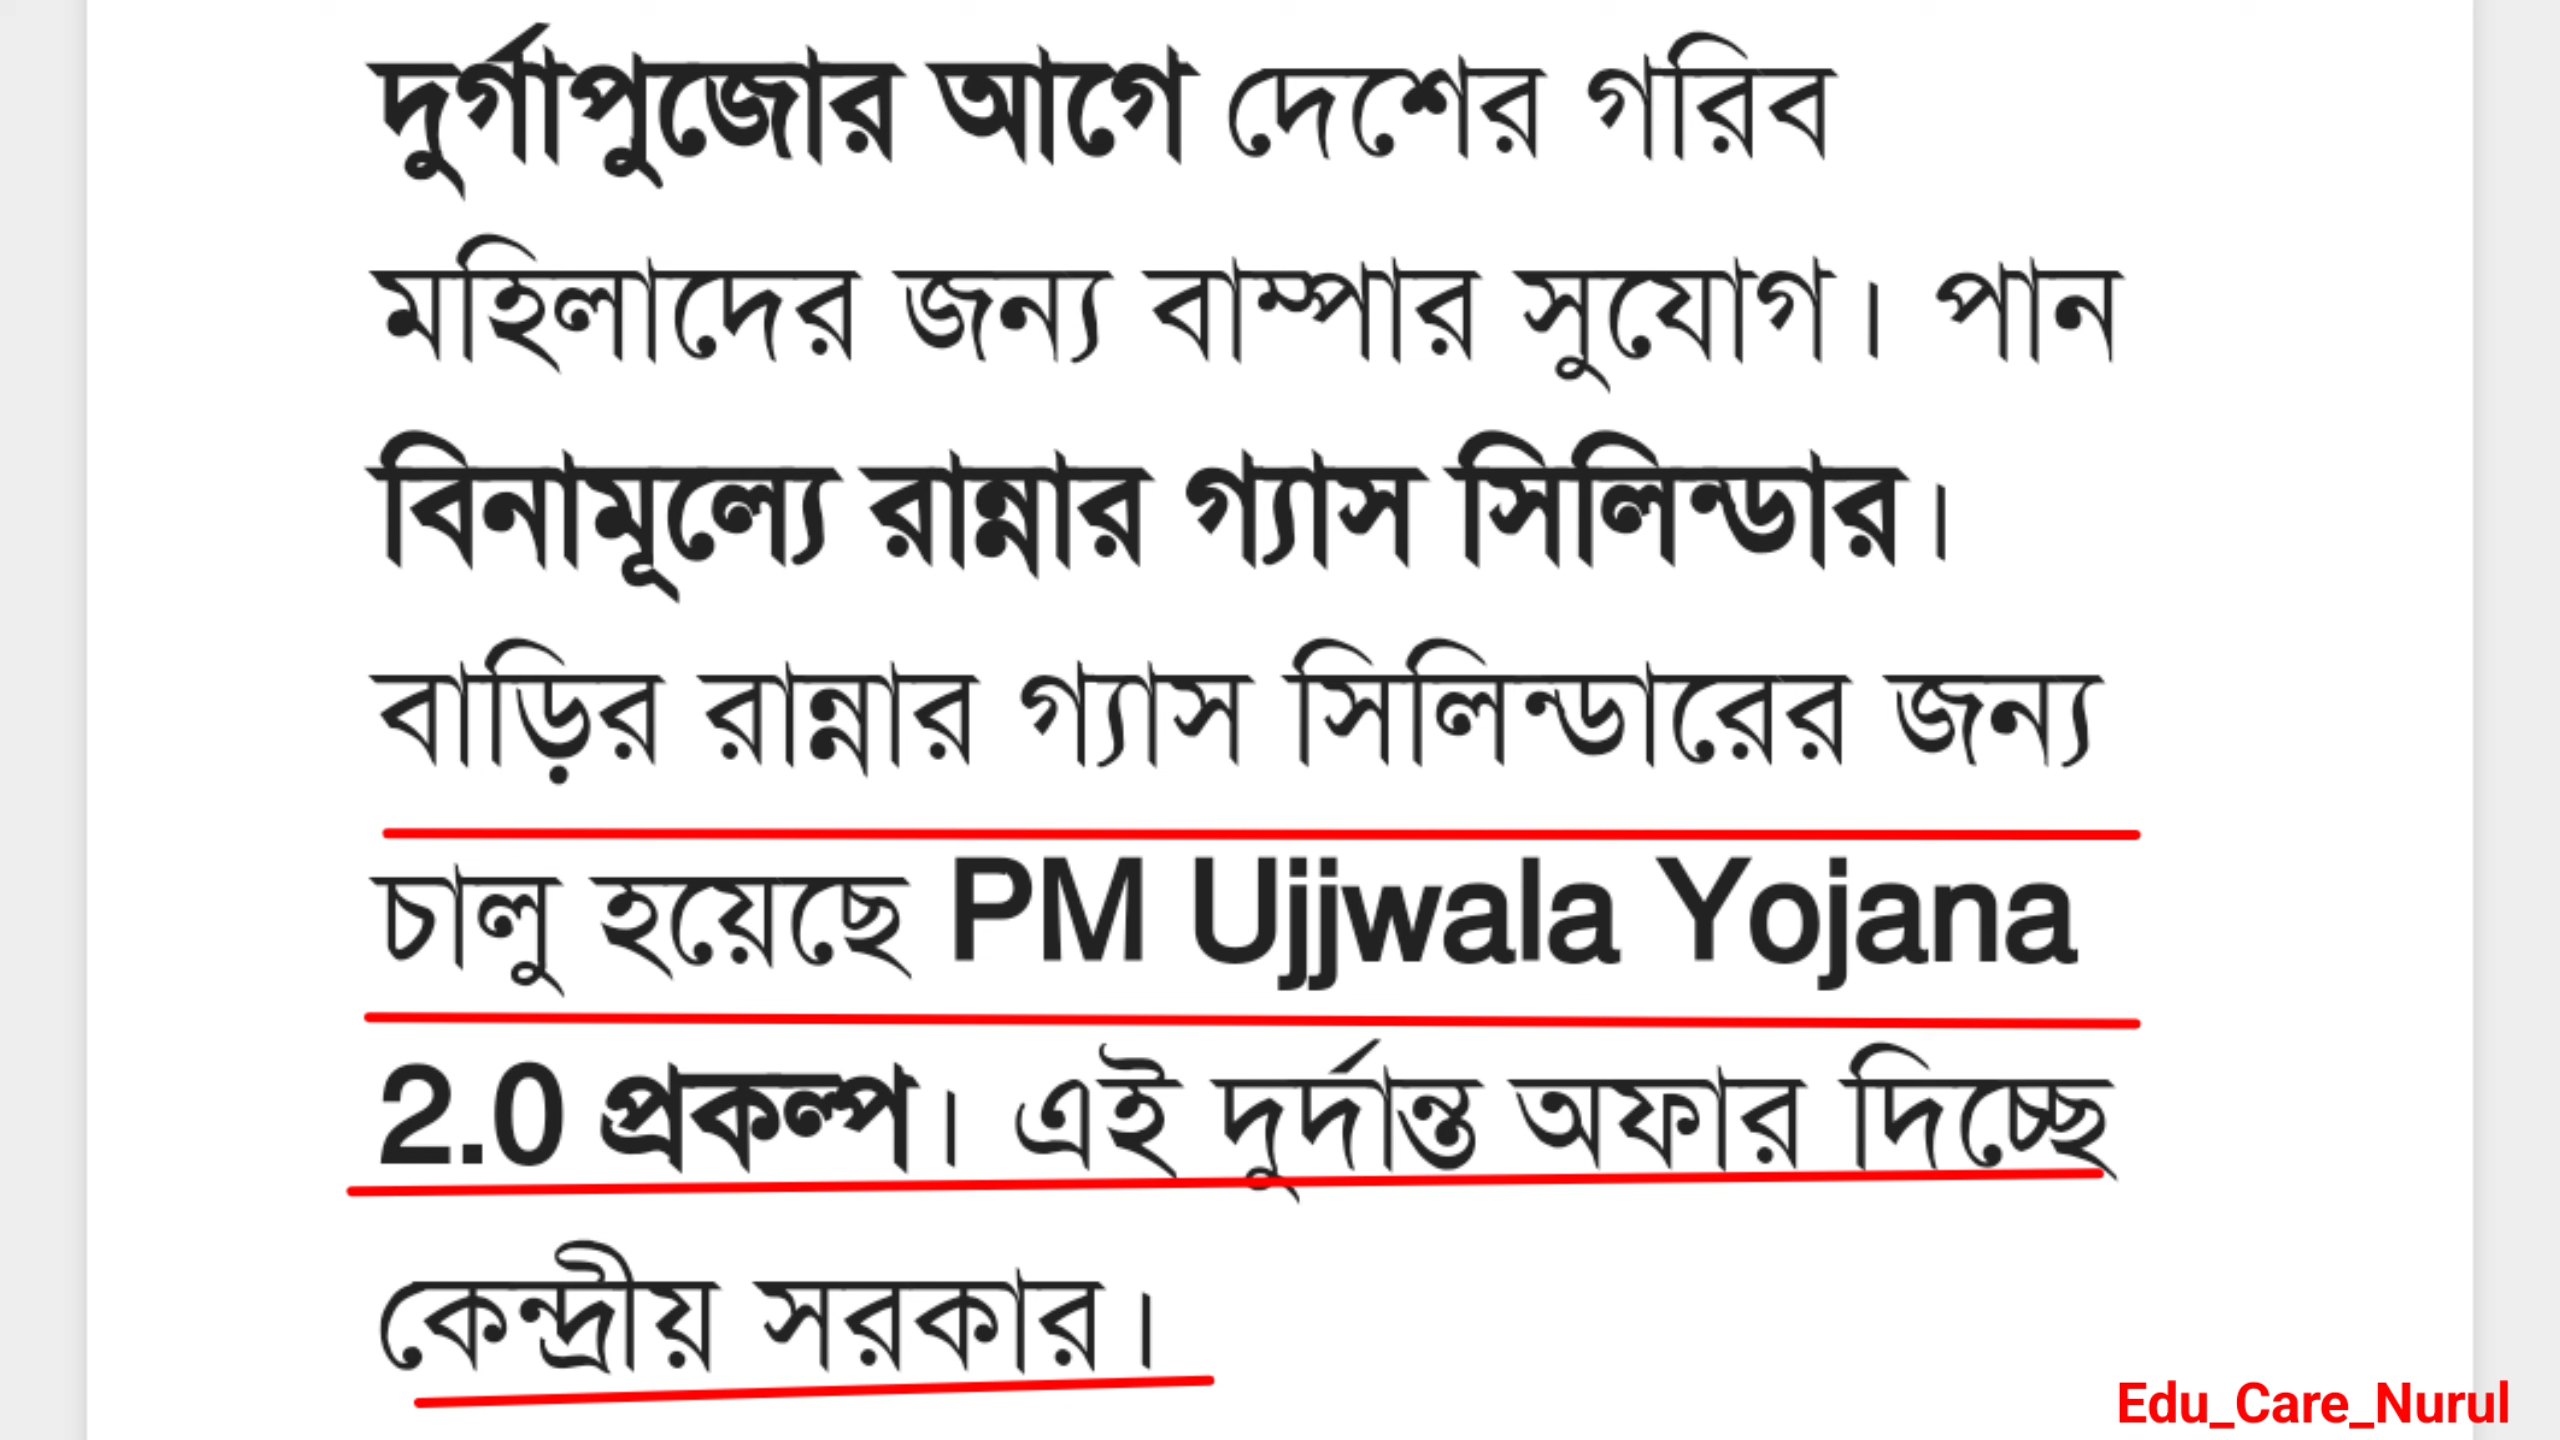 দুর্গাপুজোর আগে দেশের গরিব
মহিলাদের জন্য বাম্পার সুযোগ। পান
বিনামূল্যে রান্নার গ্যাস সিলিন্ডার।
বাড়ির রান্নার গ্যাস সিলিন্ডারের জন্য
চালু হয়েছে PM Ujjwala Yojana
2.0 প্রকল্প। এই দুর্দান্ত অফার দিচ্ছে
কেন্দ্রীয় সরকার।
Edu_Care_Nurul